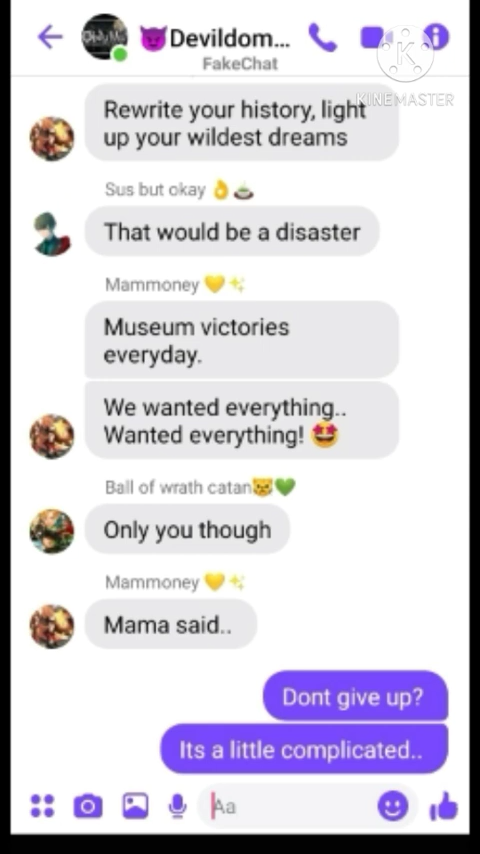 😈Devildom...
FakeChat
K
KINEMASTER
Rewrite your history, light
up your wildest dreams
Sus but okay 👌🍵
That would be a disaster
Mammoney 💛✨
Museum victories
everyday.
We wanted everything..
Wanted everything! 🤩
Ball of wrath catan😼💚
Only you though
Mammoney 💛✨
Mama said..
Dont give up?
Its a little complicated..
Aa